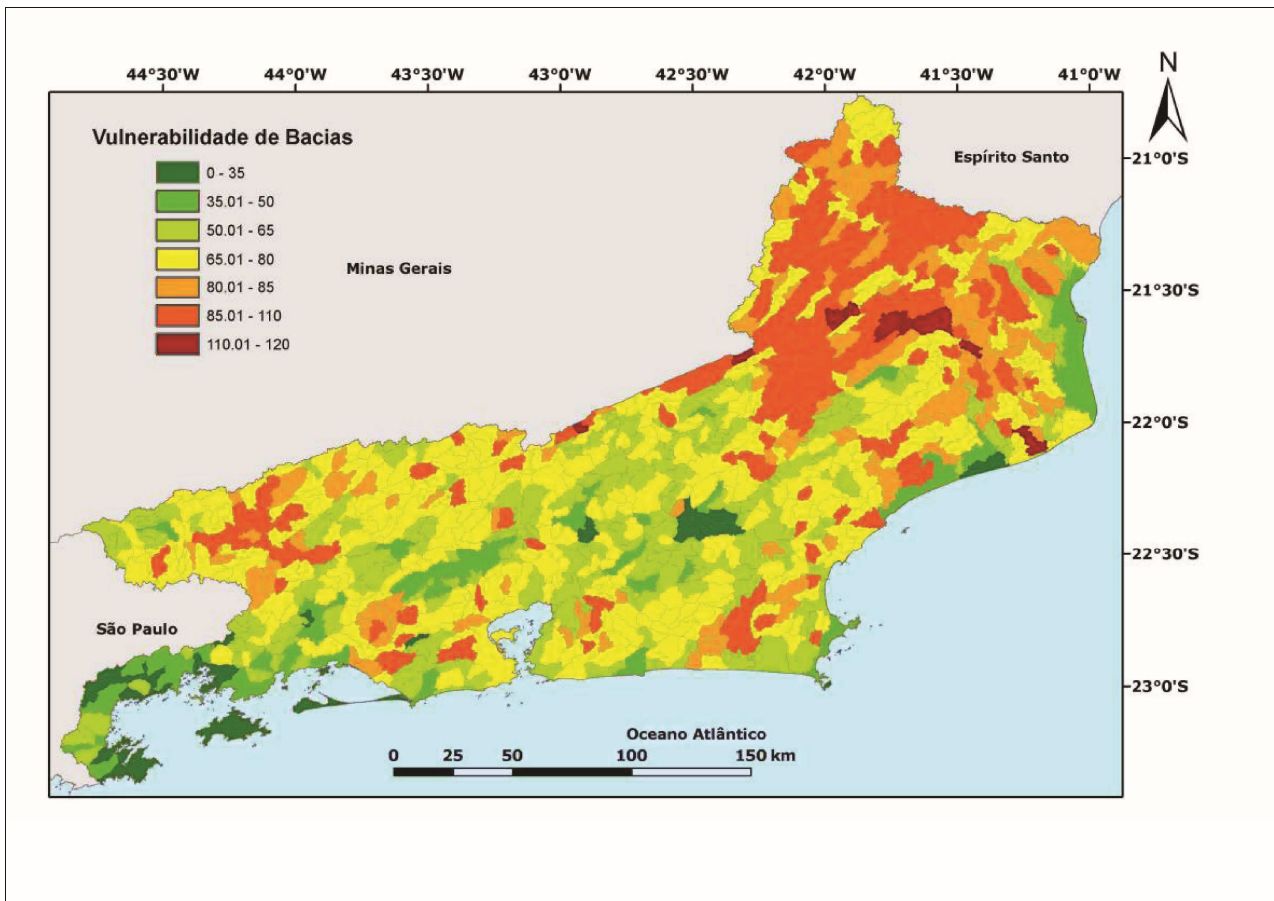 44°30'W 44°0'W 43°30'W 43°0'W 42°30'W 42°0'W 41°30'W 41°0'W
N
Vulnerabilidade de Bacias
0 - 35
35.01 - 50
50.01 - 65
65.01 - 80
80.01 - 85
85.01 - 110
110.01 - 120
Espírito Santo
Minas Gerais
São Paulo
Oceano Atlântico
0 25 50 100 150 km
21°0'S
21°30'S
22°0'S
22°30'S
23°0'S